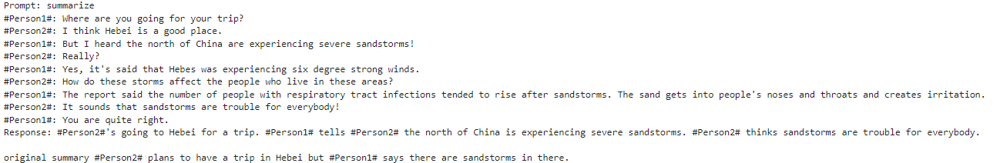 Prompt: summarize
#Person1#: Where are you going for your trip?
#Person2#: I think Hebei is a good place.
#Person1#: But I heard the north of China are experiencing severe sandstorms!
#Person2#: Really?
#Person1#: Yes, it's said that Hebes was experiencing six degree strong winds.
#Person2#: How do these storms affect the people who live in these areas?
#Person1#: The report said the number of people with respiratory tract infections tended to rise after sandstorms. The sand gets into people's noses and throats and creates irritation.
#Person2#: It sounds that sandstorms are trouble for everybody!
#Person1#: You are quite right.
Response: #Person2#'s going to Hebei for a trip. #Person1# tells #Person2# the north of China is experiencing severe sandstorms. #Person2# thinks sandstorms are trouble for everybody.
original summary #Person2# plans to have a trip in Hebei but #Person1# says there are sandstorms in there.